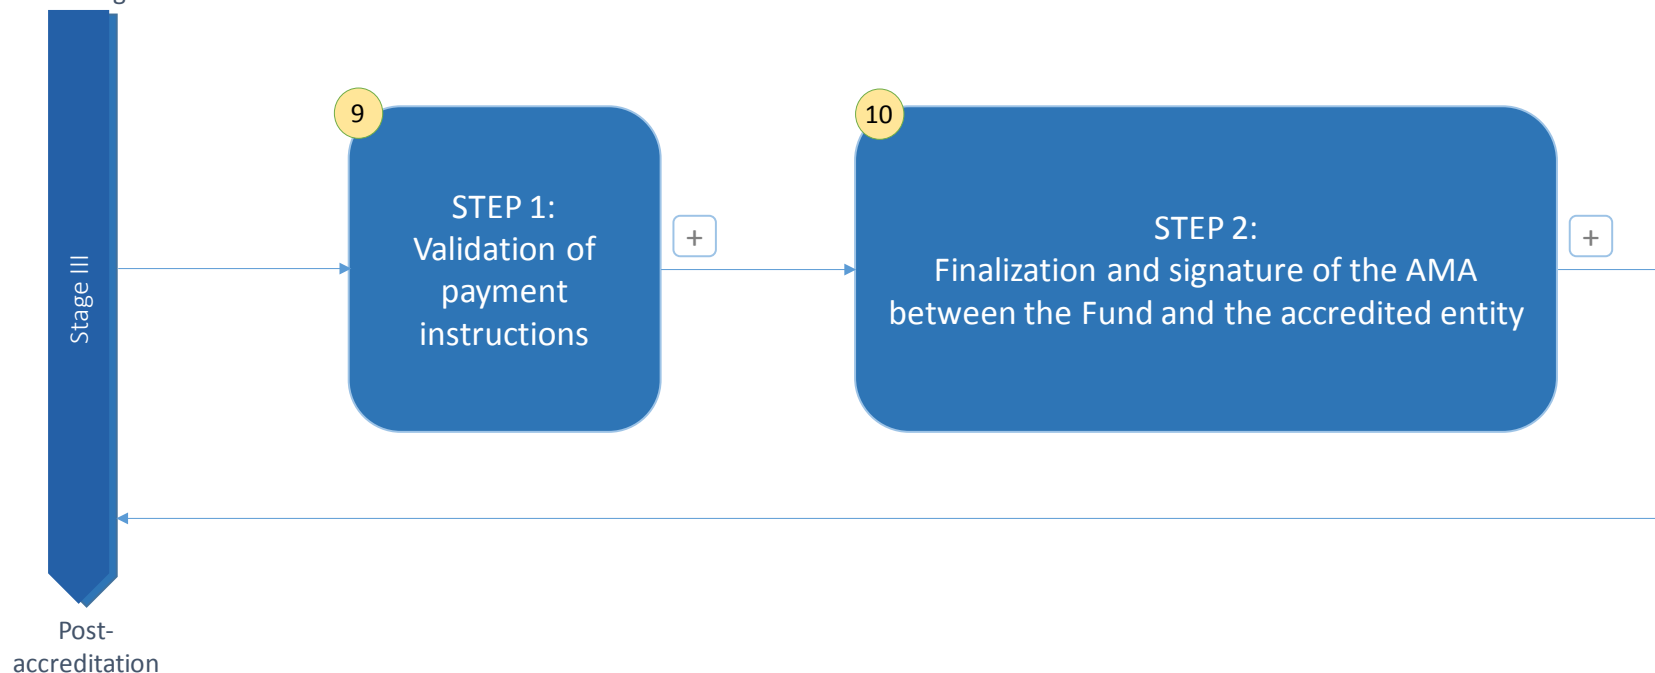 9
STEP 1:
Validation of
payment
instructions
+
10
STEP 2:
Finalization and signature of the AMA
between the Fund and the accredited entity
+
Stage III
Post-
accreditation